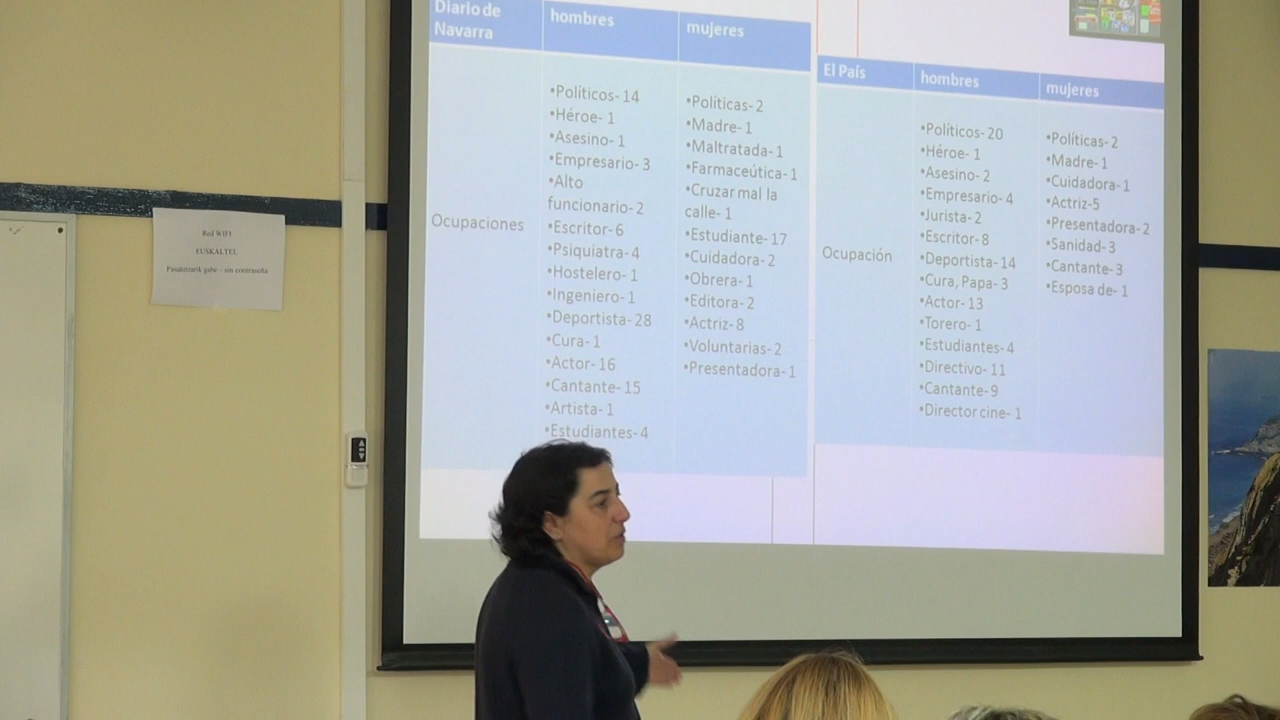 Red WIFI
EUSKALTEL
Pasahitzarik gabe – sin contraseña
Diario de
Navarra
hombres
mujeres
Ocupaciones
•Políticos- 14
•Héroe- 1
•Asesino- 1
•Empresario- 3
•Alto
funcionario- 2
•Escritor- 6
•Psiquiatra- 4
•Hostelero- 1
•Ingeniero- 1
•Deportista- 28
•Cura- 1
•Actor- 16
•Cantante- 15
•Artista- 1
•Estudiantes- 4
•Políticas- 2
•Madre- 1
•Maltratada- 1
•Farmaceútica- 1
•Cruzar mal la
calle- 1
•Estudiante- 17
•Cuidadora- 2
•Obrera- 1
•Editora- 2
•Actriz- 8
•Voluntarias- 2
•Presentadora- 1
El País
hombres
mujeres
Ocupación
•Políticos- 20
•Héroe- 1
•Asesino- 2
•Empresario- 4
•Jurista- 2
•Escritor- 8
•Deportista- 14
•Cura, Papa- 3
•Actor- 13
•Torero- 1
•Estudiantes- 4
•Directivo- 11
•Cantante- 9
•Director cine- 1
•Políticas- 2
•Madre- 1
•Cuidadora- 1
•Actriz-5
•Presentadora- 2
•Sanidad- 3
•Cantante- 3
•Esposa de- 1